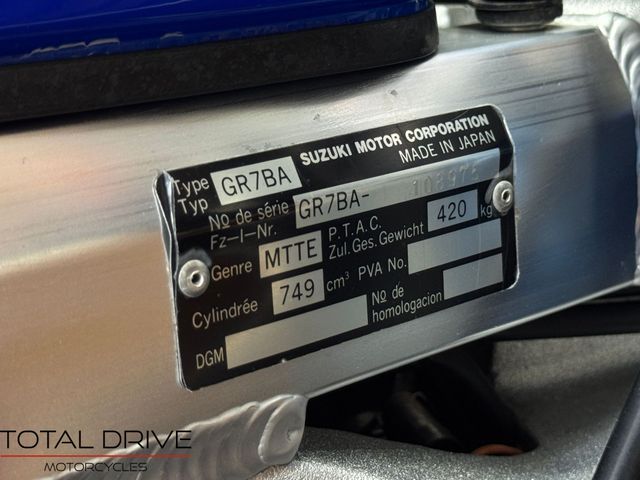 SUZUKI MOTOR CORPORATION
MADE IN JAPAN
Type
Typ
GR7BA
No de série
Fz-I-Nr.
GR7BA-
Genre
MTTE
P.T.A.C.
Zul.Ges.Gewicht
420
kg
Cylindrée
749
cm³
PVA No.
No de
homologacion
DGM
TOTAL DRIVE
MOTORCYCLES